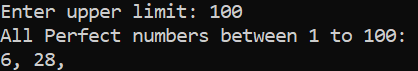 Enter upper limit: 100
All Perfect numbers between 1 to 100:
6, 28,